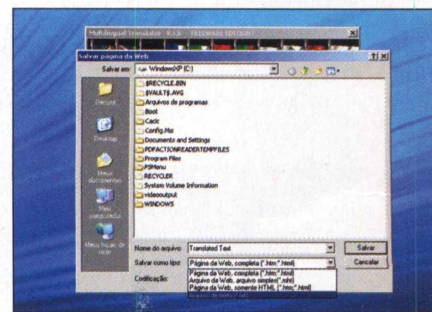 Multilingual Translator 0.1.6 - FREEWARE EDITION
Salvar página da Web
Salvar em:
WindowsXP (C:)
$RECYCLE.BIN
$VAULT$.AVG
Arquivos de programas
Boot
Cacic
Config.Msi
Documents and Settings
PDFACTIONREADERTEMPFILES
Program Files
PSMenu
RECYCLER
System Volume Information
videooutput
WINDOWS
Recent
Desktop
Meus documentos
Meu computador
Meus locais de rede
Nome do arquivo:
Translated Text
Salvar
Salvar como tipo:
Página da Web, completa (*.htm;*.html)
Cancelar
Codificação:
Página da Web, completa (*.htm;*.html)
Arquivo da Web, arquivo simples(*.mht)
Página da Web, somente HTML (*.htm;*.html)